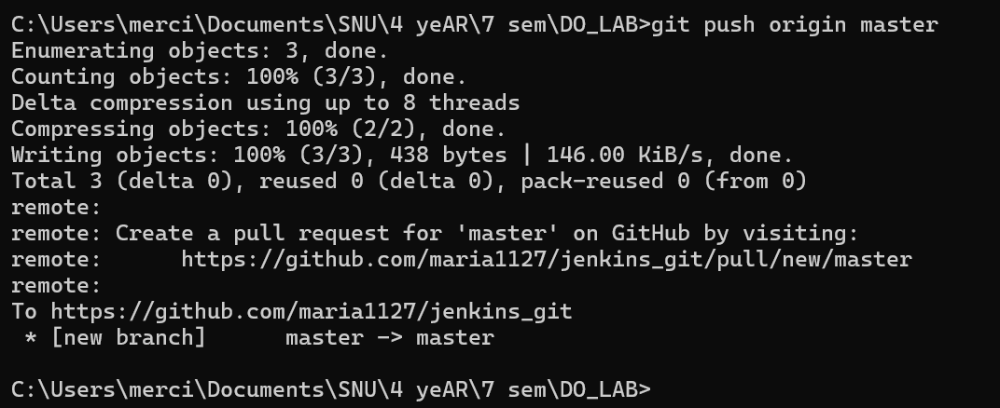 C:\Users\merci\Documents\SNU\4 yeAR\7 sem\DO_LAB>git push origin master
Enumerating objects: 3, done.
Counting objects: 100% (3/3), done.
Delta compression using up to 8 threads
Compressing objects: 100% (2/2), done.
Writing objects: 100% (3/3), 438 bytes | 146.00 KiB/s, done.
Total 3 (delta 0), reused 0 (delta 0), pack-reused 0 (from 0)
remote:
remote: Create a pull request for 'master' on GitHub by visiting:
remote:      https://github.com/maria1127/jenkins_git/pull/new/master
remote:
To https://github.com/maria1127/jenkins_git
 * [new branch]      master -> master
C:\Users\merci\Documents\SNU\4 yeAR\7 sem\DO_LAB>